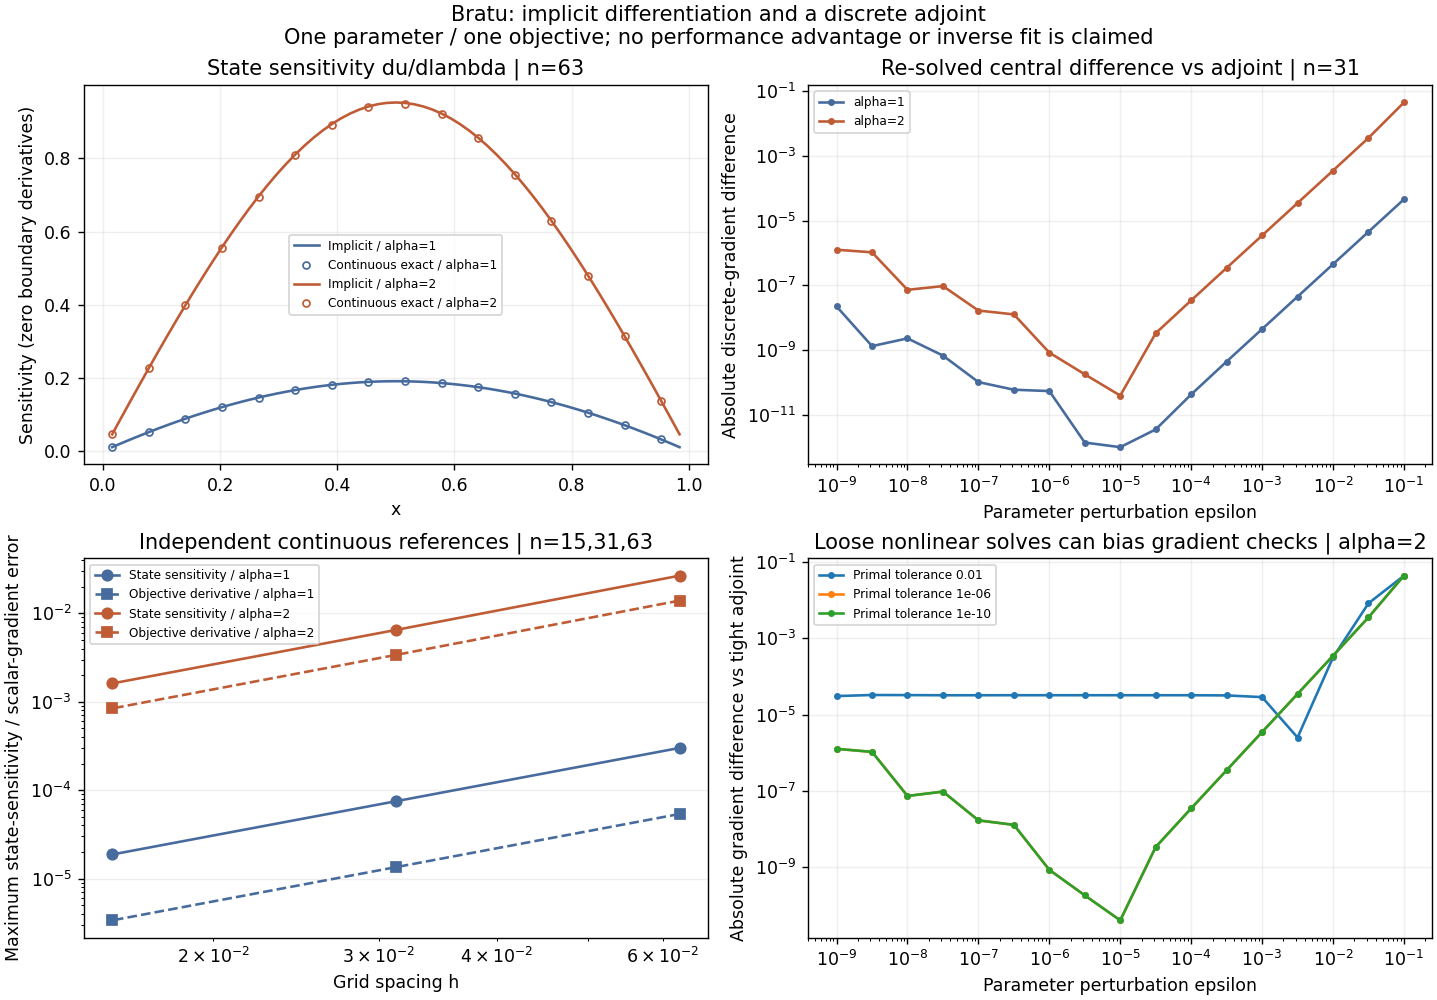 Bratu: implicit differentiation and a discrete adjoint
One parameter / one objective; no performance advantage or inverse fit is claimed
State sensitivity du/dlambda | n=63
Sensitivity (zero boundary derivatives)
0.8
0.6
0.4
0.2
0.0
Implicit / alpha=1
Continuous exact / alpha=1
Implicit / alpha=2
Continuous exact / alpha=2
0.0 0.2 0.4 0.6 0.8 1.0
x
Re-solved central difference vs adjoint | n=31
Absolute discrete-gradient difference
10⁻¹
10⁻³
10⁻⁵
10⁻⁷
10⁻⁹
10⁻¹¹
alpha=1
alpha=2
10⁻⁹ 10⁻⁸ 10⁻⁷ 10⁻⁶ 10⁻⁵ 10⁻⁴ 10⁻³ 10⁻² 10⁻¹
Parameter perturbation epsilon
Independent continuous references | n=15,31,63
Maximum state-sensitivity / scalar-gradient error
10⁻²
10⁻³
10⁻⁴
10⁻⁵
State sensitivity / alpha=1
Objective derivative / alpha=1
State sensitivity / alpha=2
Objective derivative / alpha=2
2 × 10⁻² 3 × 10⁻² 4 × 10⁻² 6 × 10⁻²
Grid spacing h
Loose nonlinear solves can bias gradient checks | alpha=2
Absolute gradient difference vs tight adjoint
10⁻¹
10⁻³
10⁻⁵
10⁻⁷
10⁻⁹
Primal tolerance 0.01
Primal tolerance 1e-06
Primal tolerance 1e-10
10⁻⁹ 10⁻⁸ 10⁻⁷ 10⁻⁶ 10⁻⁵ 10⁻⁴ 10⁻³ 10⁻² 10⁻¹
Parameter perturbation epsilon